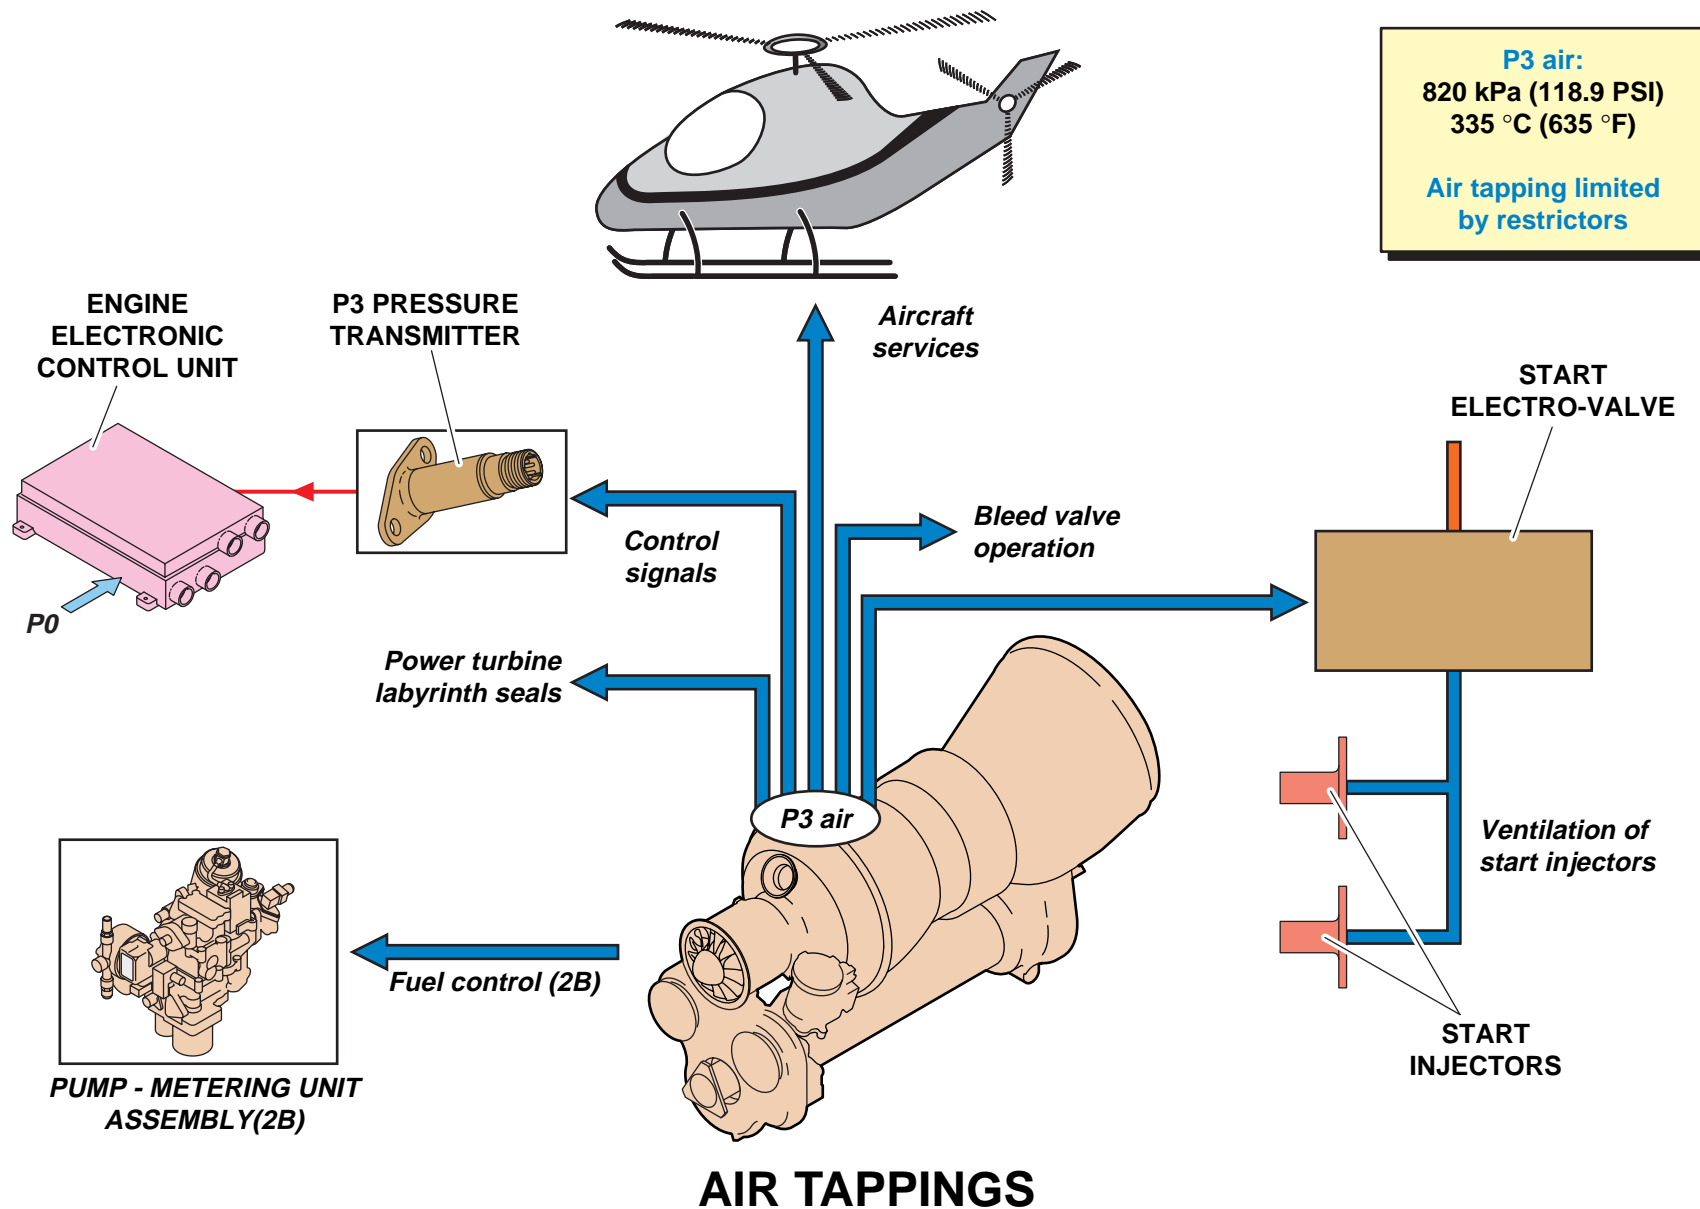 P3 air:
820 kPa (118.9 PSI)
335 °C (635 °F)
Air tapping limited
by restrictors
ENGINE
ELECTRONIC
CONTROL UNIT
P3 PRESSURE
TRANSMITTER
Aircraft
services
START
ELECTRO-VALVE
Control
signals
Bleed valve
operation
P0
Power turbine
labyrinth seals
P3 air
Ventilation of
start injectors
Fuel control (2B)
START
INJECTORS
PUMP - METERING UNIT
ASSEMBLY(2B)
AIR TAPPINGS